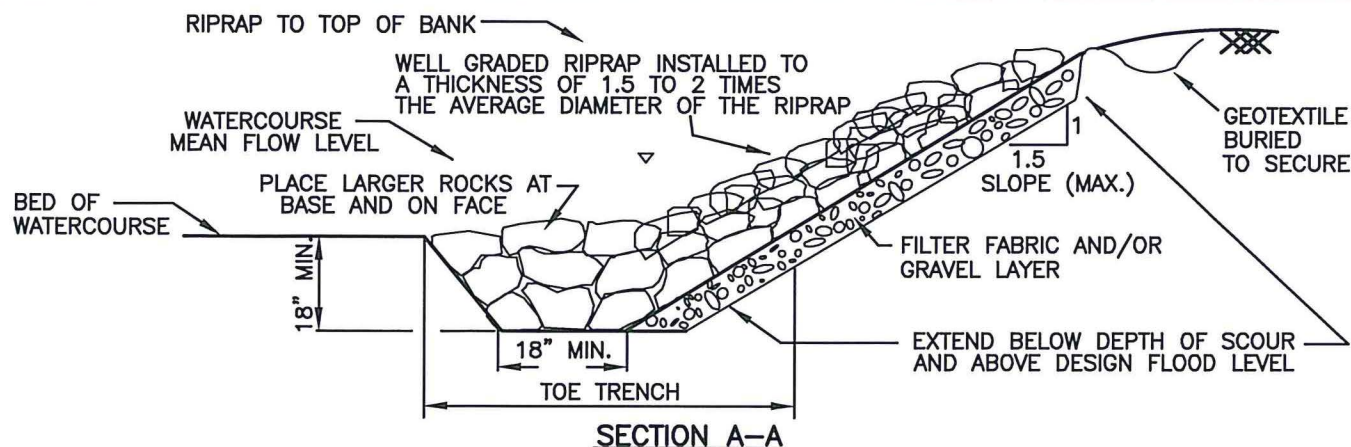 RIPRAP TO TOP OF BANK
WELL GRADED RIPRAP INSTALLED TO
A THICKNESS OF 1.5 TO 2 TIMES
THE AVERAGE DIAMETER OF THE RIPRAP
WATERCOURSE
MEAN FLOW LEVEL
PLACE LARGER ROCKS AT
BASE AND ON FACE
BED OF
WATERCOURSE
18" MIN.
18" MIN.
TOE TRENCH
1
1.5
SLOPE (MAX.)
GEOTEXTILE
BURIED
TO SECURE
FILTER FABRIC AND/OR
GRAVEL LAYER
EXTEND BELOW DEPTH OF SCOUR
AND ABOVE DESIGN FLOOD LEVEL
SECTION A-A